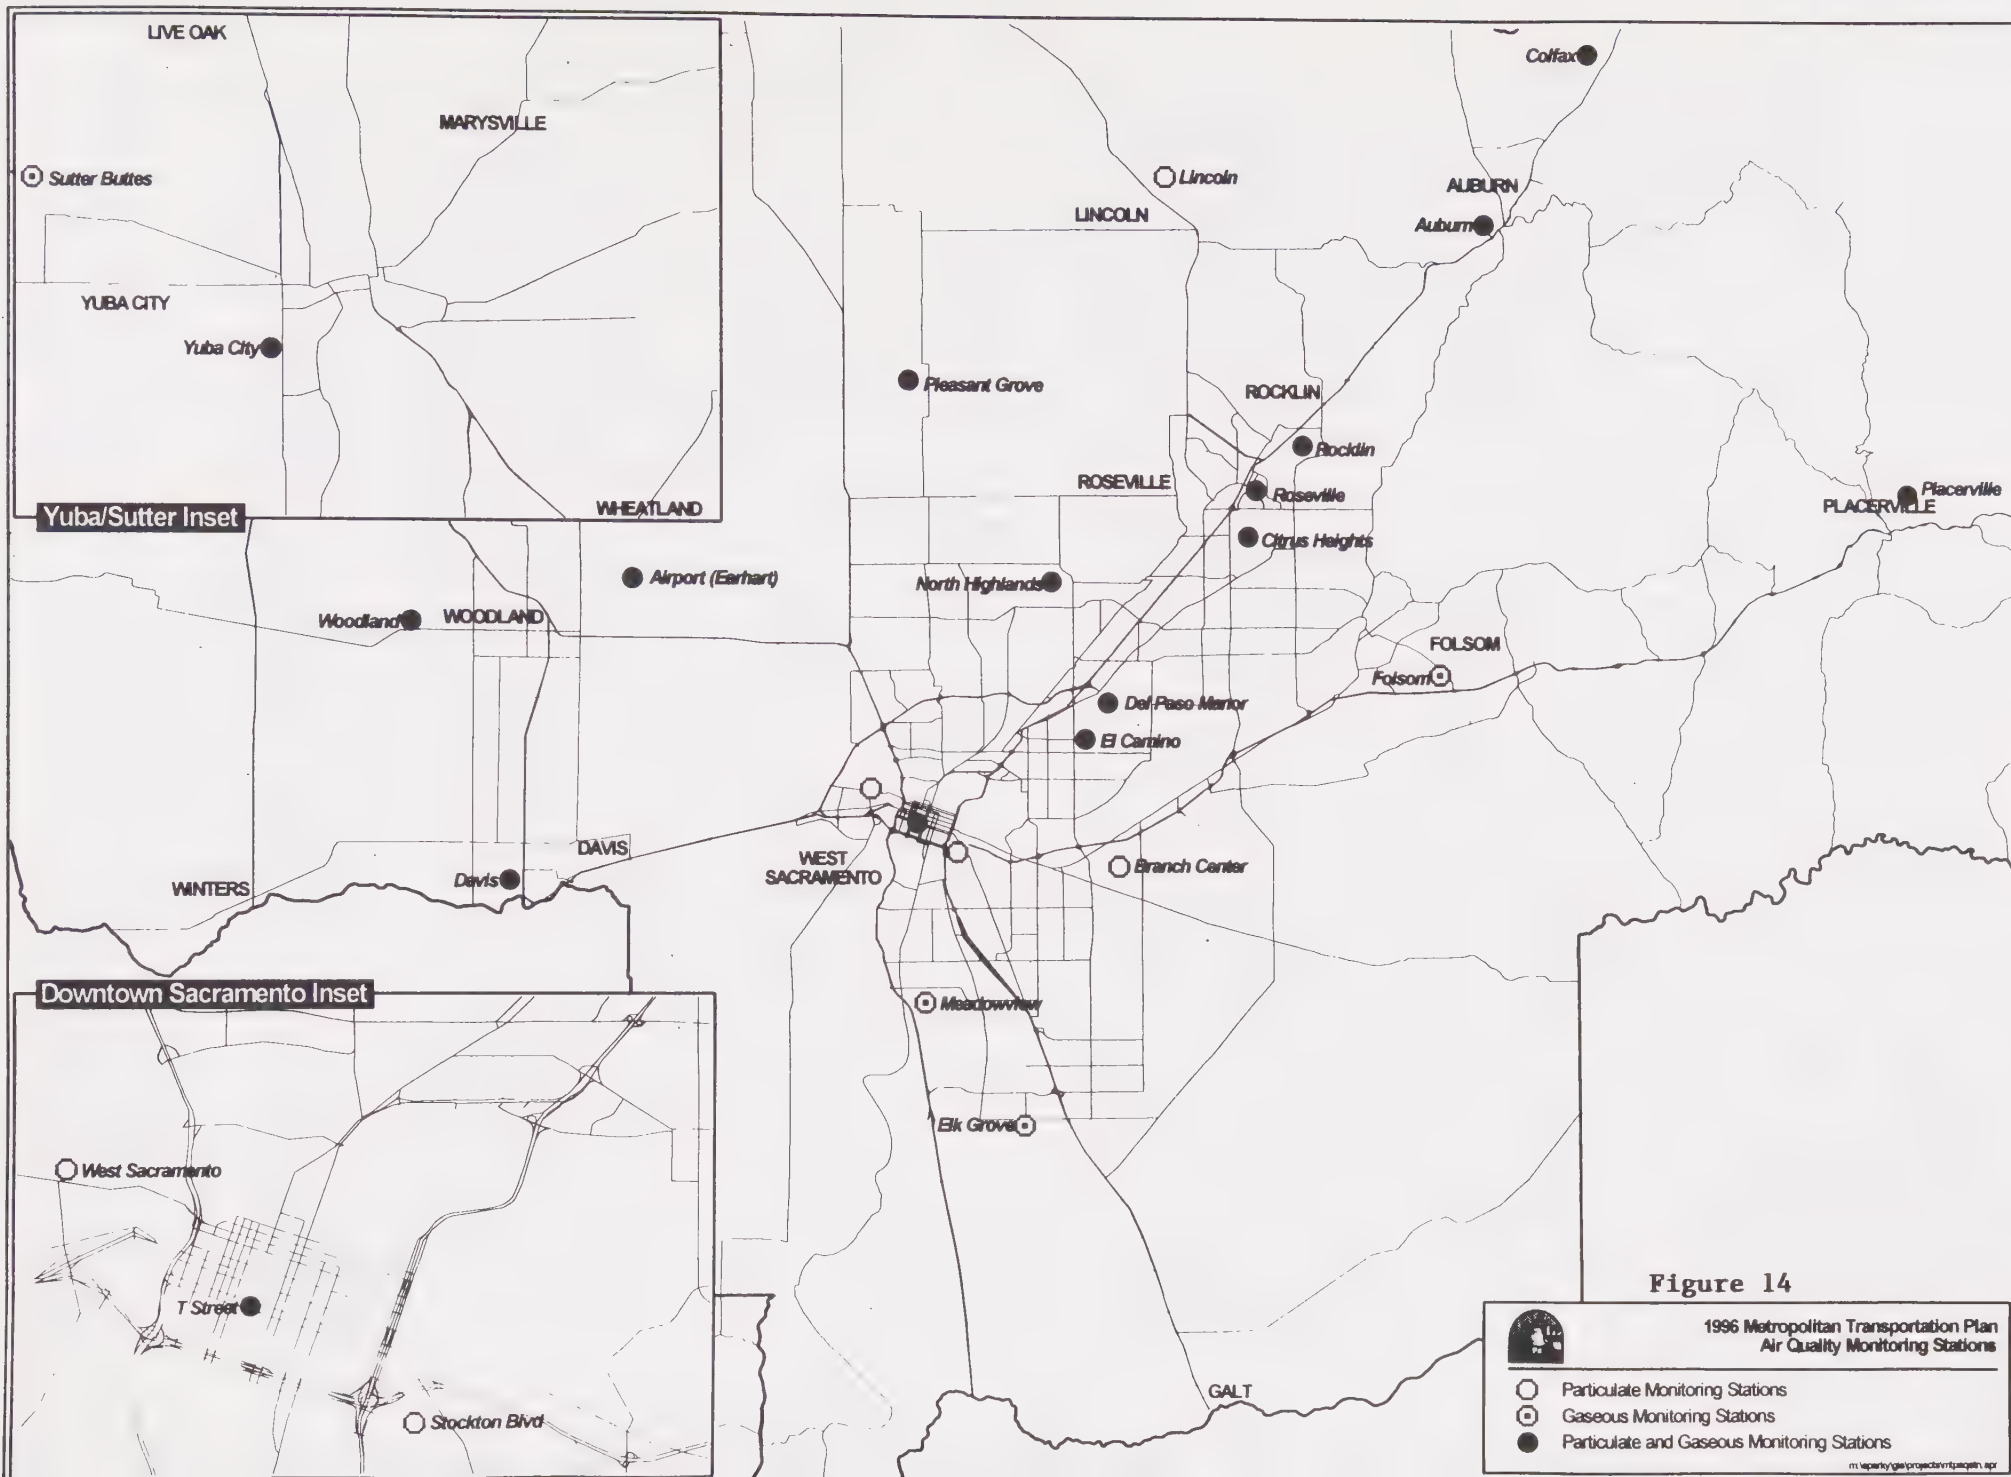 LIVE OAK
MARYSVILLE
Sutter Buttes
YUBA CITY
Yuba City
WHEATLAND
Yuba/Sutter Inset
Colfax
Lincoln
LINCOLN
AUBURN
Auburn
Pleasant Grove
ROCKLIN
Rocklin
ROSEVILLE
Roseville
Placerville
PLACERVILLE
Citrus Heights
Airport (Earhart)
North Highlands
Woodland
WOODLAND
FOLSOM
Folsom
Del Paso Manor
El Camino
DAVIS
Davis
WINTERS
WEST
SACRAMENTO
Branch Center
Meadowview
Elk Grove
GALT
Downtown Sacramento Inset
West Sacramento
T Street
Stockton Blvd
Figure 14
1996 Metropolitan Transportation Plan
Air Quality Monitoring Stations
Particulate Monitoring Stations
Gaseous Monitoring Stations
Particulate and Gaseous Monitoring Stations